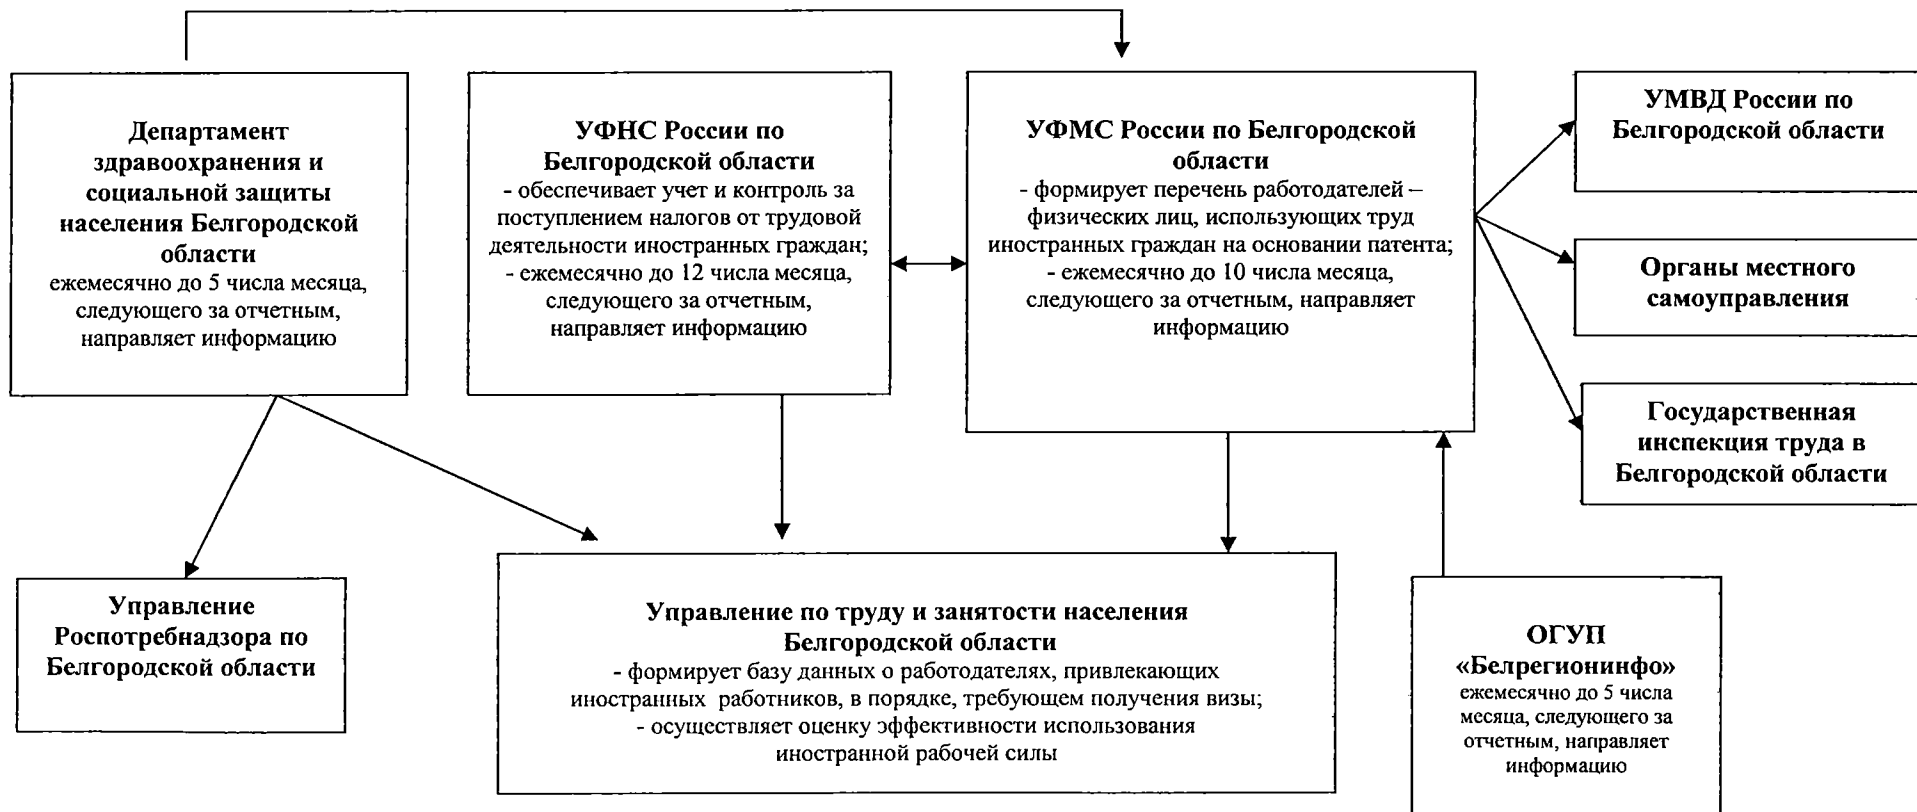 Департамент
здравоохранения и
социальной защиты
населения Белгородской
области
ежемесячно до 5 числа месяца,
следующего за отчетным,
направляет информацию
УФНС России по
Белгородской области
- обеспечивает учет и контроль за
поступлением налогов от трудовой
деятельности иностранных граждан;
- ежемесячно до 12 числа месяца,
следующего за отчетным,
направляет информацию
УФМС России по Белгородской
области
- формирует перечень работодателей –
физических лиц, использующих труд
иностранных граждан на основании патента;
- ежемесячно до 10 числа месяца,
следующего за отчетным, направляет
информацию
УМВД России по
Белгородской области
Органы местного
самоуправления
Государственная
инспекция труда в
Белгородской области
Управление
Роспотребнадзора по
Белгородской области
Управление по труду и занятости населения
Белгородской области
- формирует базу данных о работодателях, привлекающих
иностранных работников, в порядке, требующем получения визы;
- осуществляет оценку эффективности использования
иностранной рабочей силы
ОГУП
«Белрегионинфо»
ежемесячно до 5 числа
месяца, следующего за
отчетным, направляет
информацию